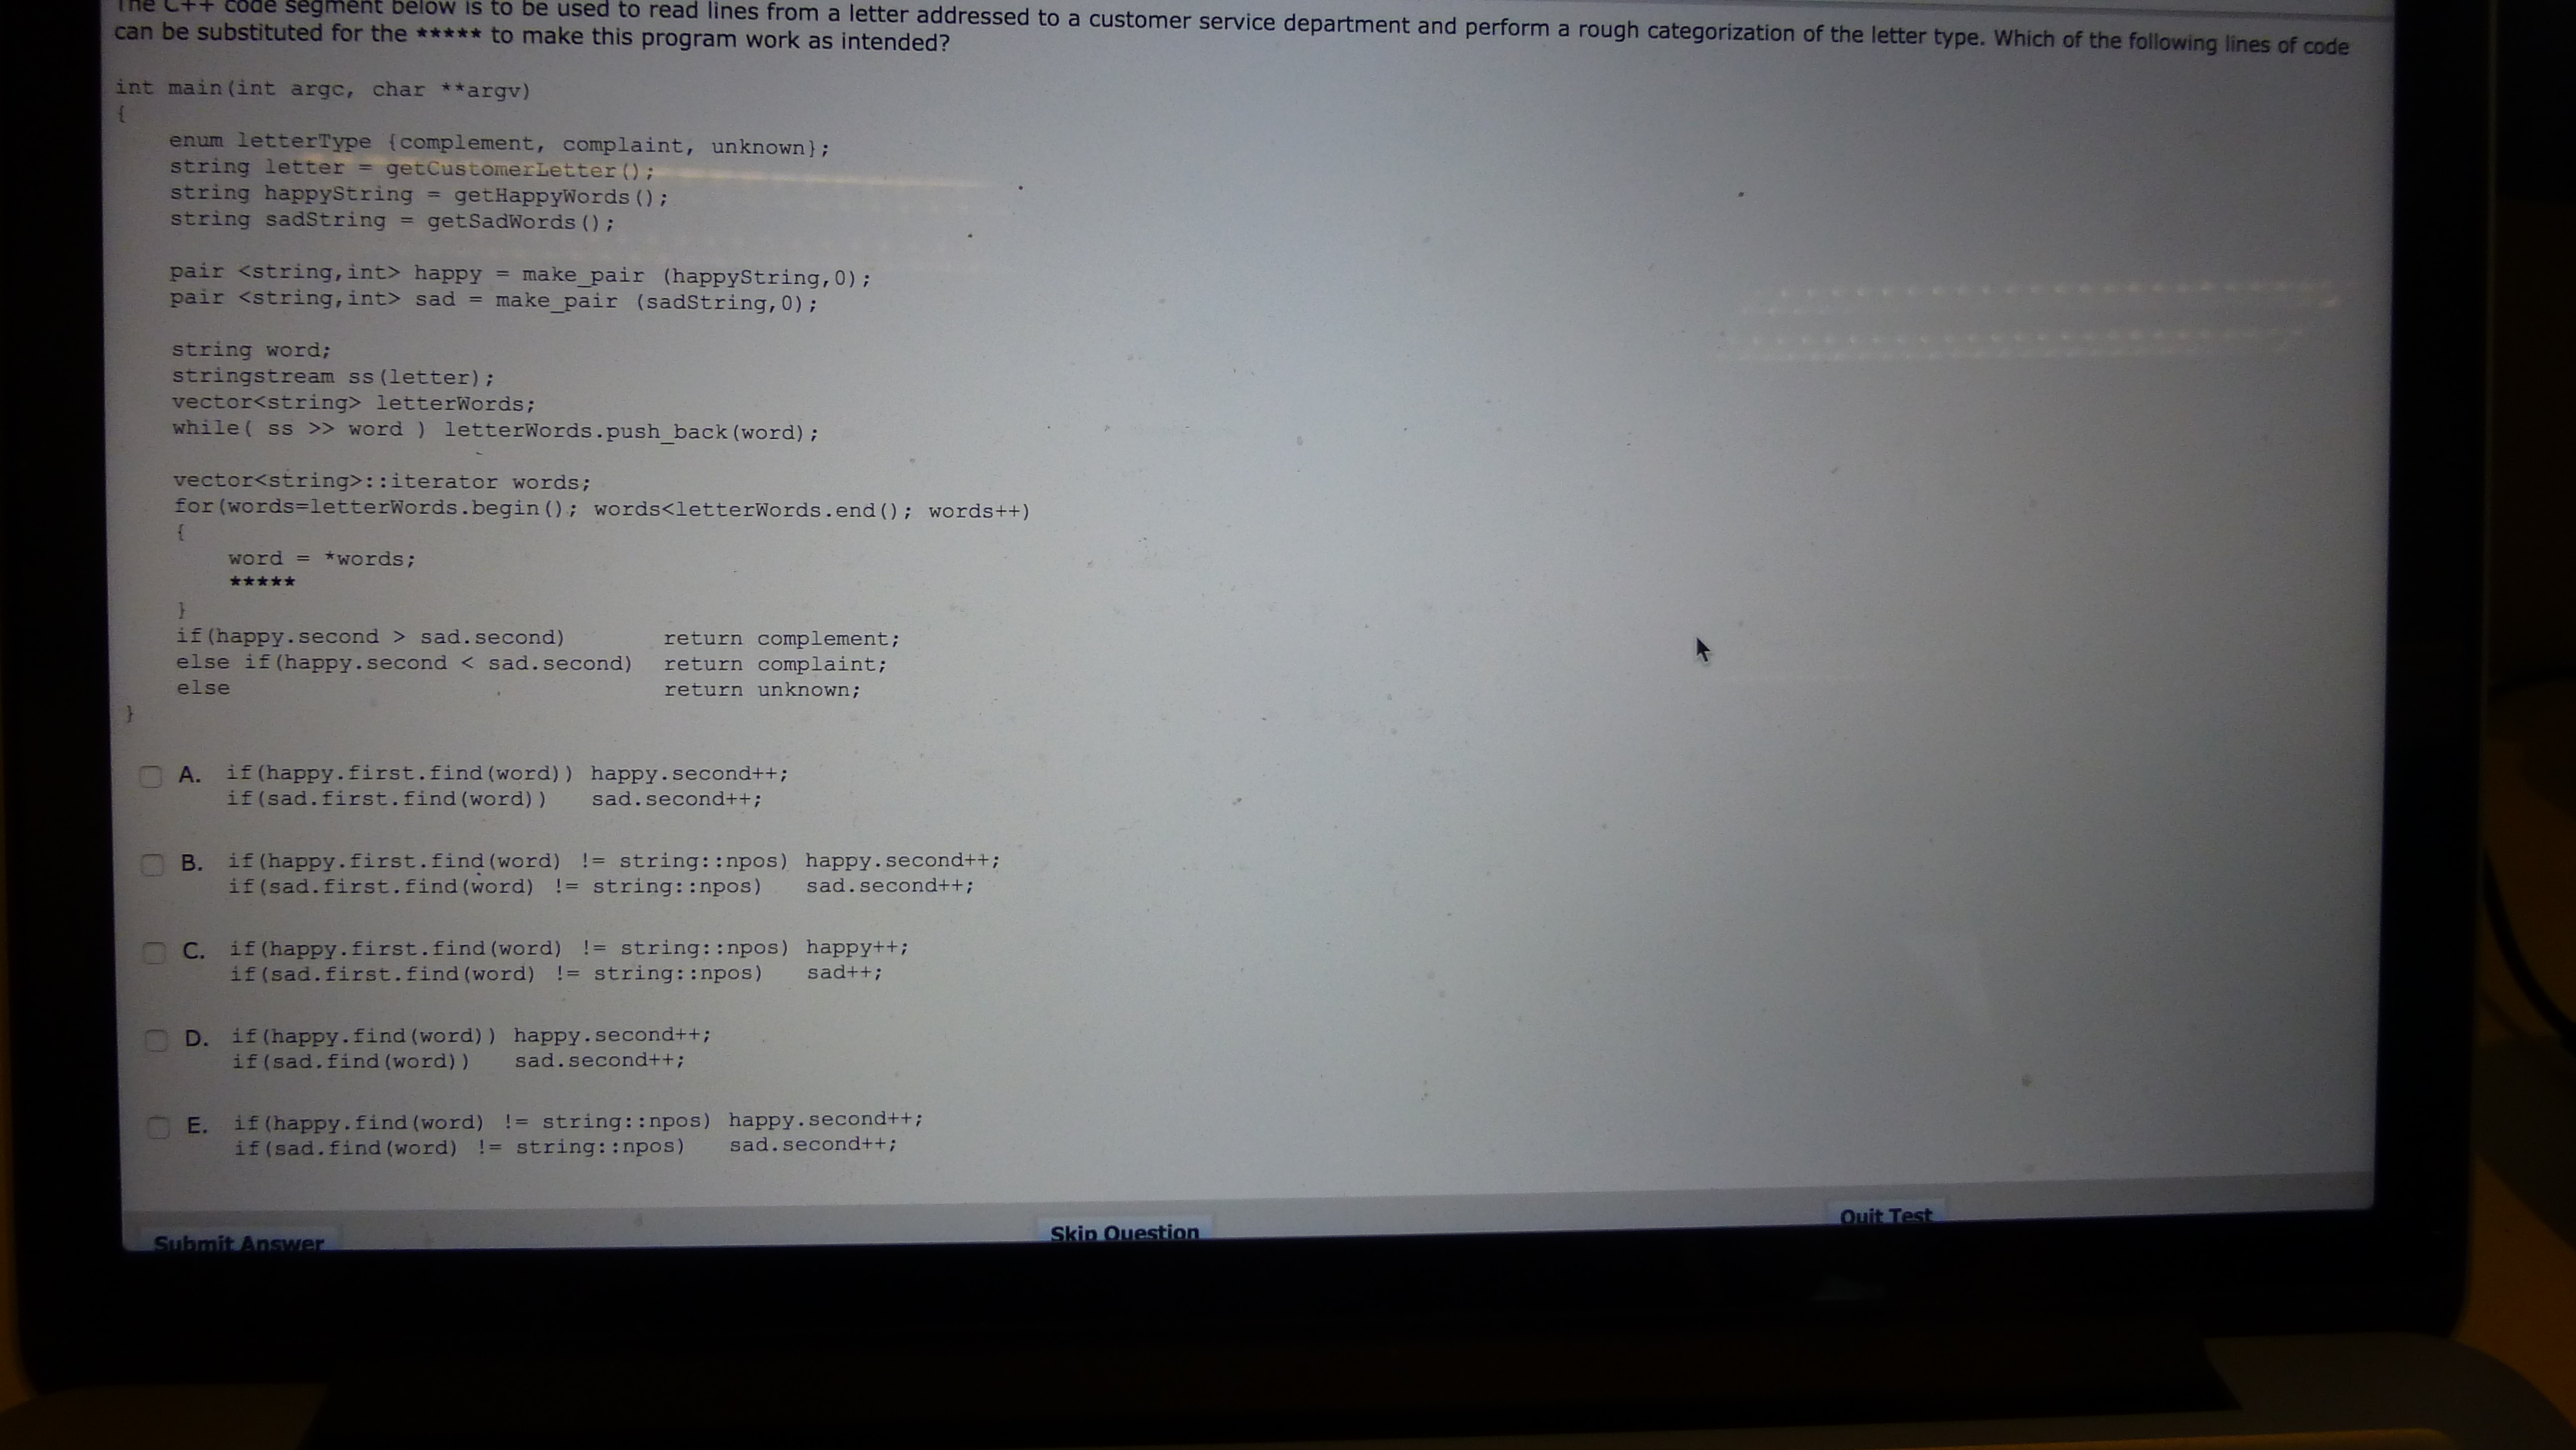 The C++ code segment below is to be used to read lines from a letter addressed to a customer service department and perform a rough categorization of the letter type. Which of the following lines of code
can be substituted for the ***** to make this program work as intended?
int main(int argc, char **argv)
{
enum letterType {complement, complaint, unknown};
string letter = getCustomerLetter();
string happyString = getHappyWords();
string sadString = getSadWords();
pair <string,int> happy = make_pair (happyString,0);
pair <string,int> sad = make_pair (sadString,0);
string word;
stringstream ss(letter);
vector<string> letterWords;
while( ss >> word ) letterWords.push_back(word);
vector<string>::iterator words;
for(words=letterWords.begin(); words<letterWords.end(); words++)
{
word = *words;
*****
}
if(happy.second > sad.second) return complement;
else if(happy.second < sad.second) return complaint;
else return unknown;
}
A. if(happy.first.find(word)) happy.second++;
if(sad.first.find(word)) sad.second++;
B. if(happy.first.find(word) != string::npos) happy.second++;
if(sad.first.find(word) != string::npos) sad.second++;
C. if(happy.first.find(word) != string::npos) happy++;
if(sad.first.find(word) != string::npos) sad++;
D. if(happy.find(word)) happy.second++;
if(sad.find(word)) sad.second++;
E. if(happy.find(word) != string::npos) happy.second++;
if(sad.find(word) != string::npos) sad.second++;
Submit Answer Skip Question Quit Test